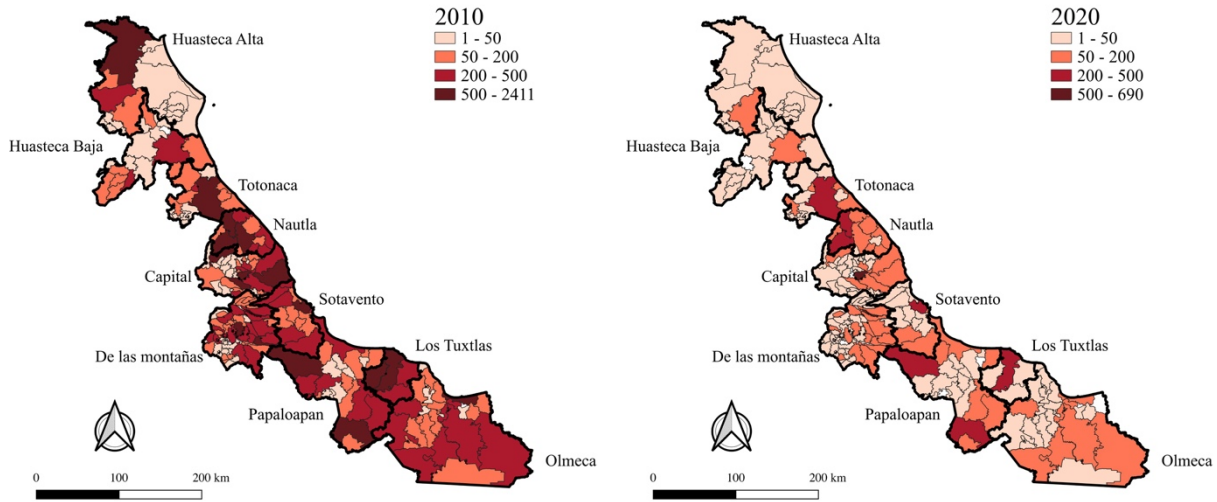 2010
1 - 50
50 - 200
200 - 500
500 - 2411
Huasteca Alta
Huasteca Baja
Totonaca
Nautla
Capital
Sotavento
De las montañas
Los Tuxtlas
Papaloapan
Olmeca
0 100 200 km
2020
1 - 50
50 - 200
200 - 500
500 - 690
Huasteca Alta
Huasteca Baja
Totonaca
Nautla
Capital
Sotavento
De las montañas
Los Tuxtlas
Papaloapan
Olmeca
0 100 200 km